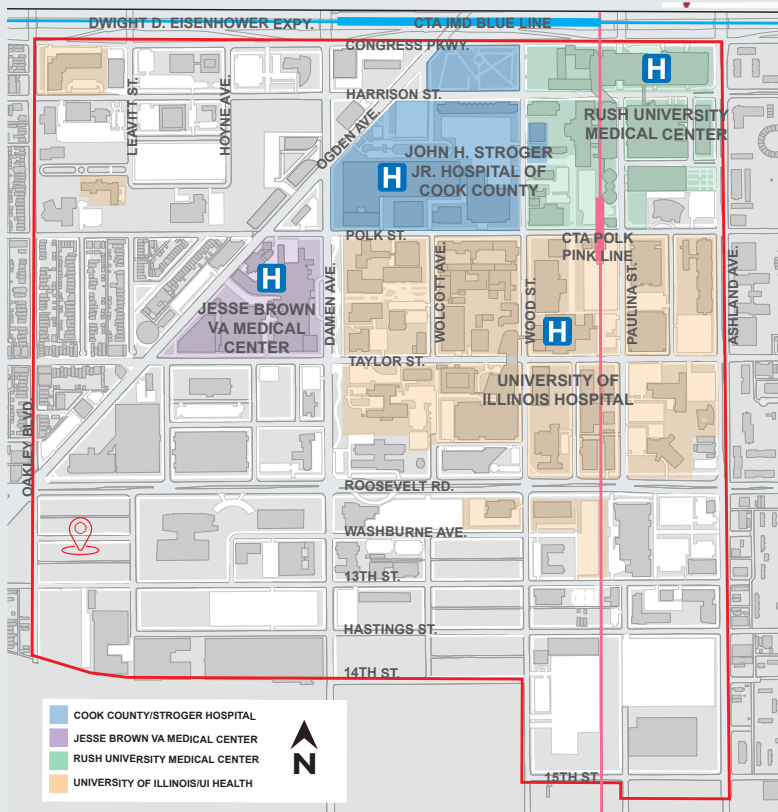 DWIGHT D. EISENHOWER EXPY.
CTA IMD BLUE LINE
CONGRESS PKWY.
H
LEAVITT ST.
HOYNE AVE.
HARRISON ST.
OGDEN AVE.
RUSH UNIVERSITY
MEDICAL CENTER
JOHN H. STROGER
JR. HOSPITAL OF
COOK COUNTY
H
POLK ST.
CTA POLK
PINK LINE
H
JESSE BROWN
VA MEDICAL
CENTER
DAMEN AVE.
WOLCOTT AVE.
WOOD ST.
PAULINA ST.
ASHLAND AVE.
H
TAYLOR ST.
UNIVERSITY OF
ILLINOIS HOSPITAL
OAKLEY BLVD.
ROOSEVELT RD.
WASHBURNE AVE.
13TH ST.
HASTINGS ST.
14TH ST.
15TH ST.
COOK COUNTY/STROGER HOSPITAL
JESSE BROWN VA MEDICAL CENTER
RUSH UNIVERSITY MEDICAL CENTER
UNIVERSITY OF ILLINOIS/UI HEALTH
N